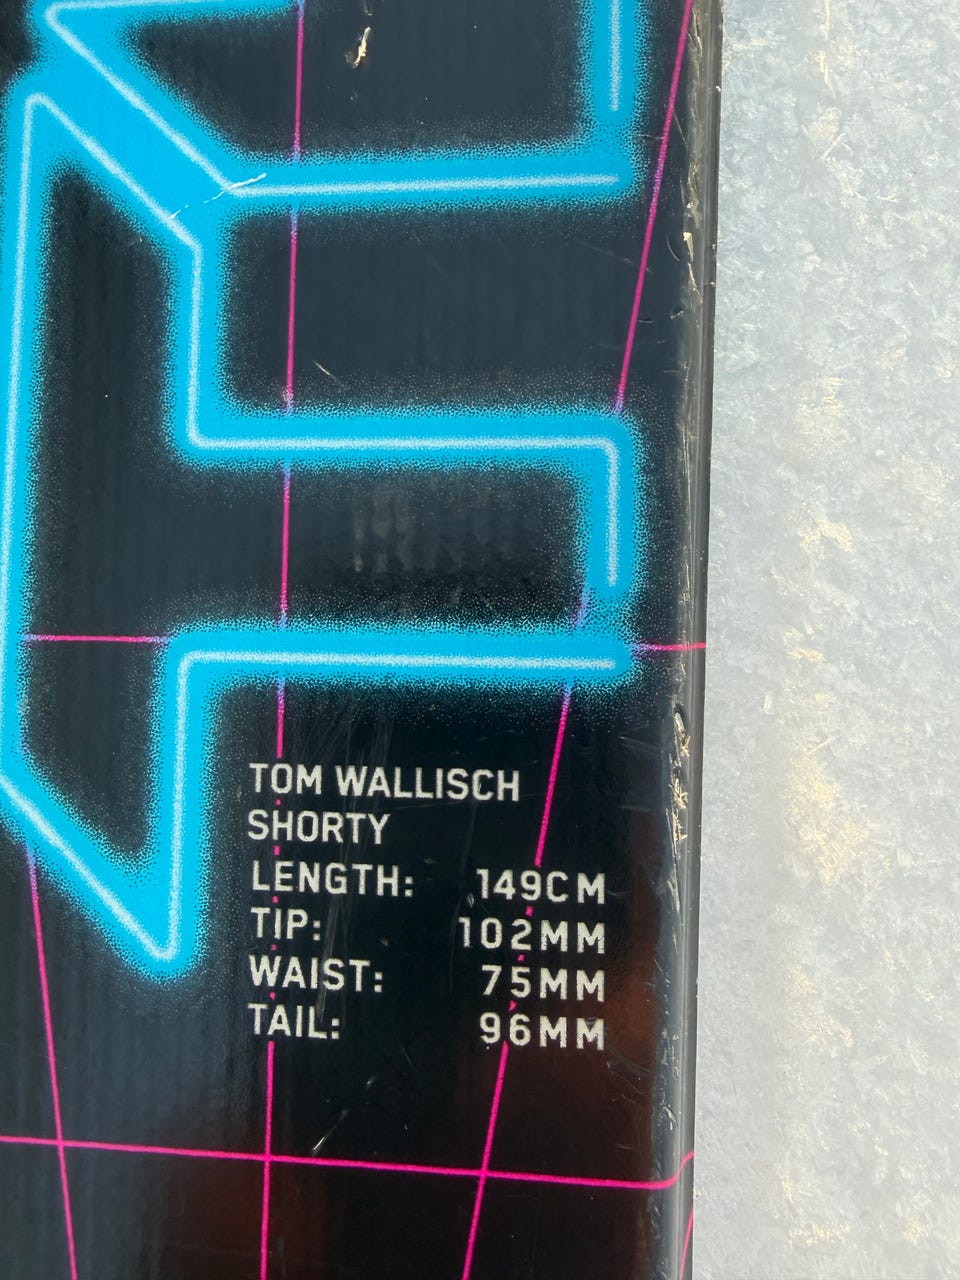 TOM WALLISCH
SHORTY
LENGTH: 149CM
TIP: 102MM
WAIST: 75MM
TAIL: 96MM